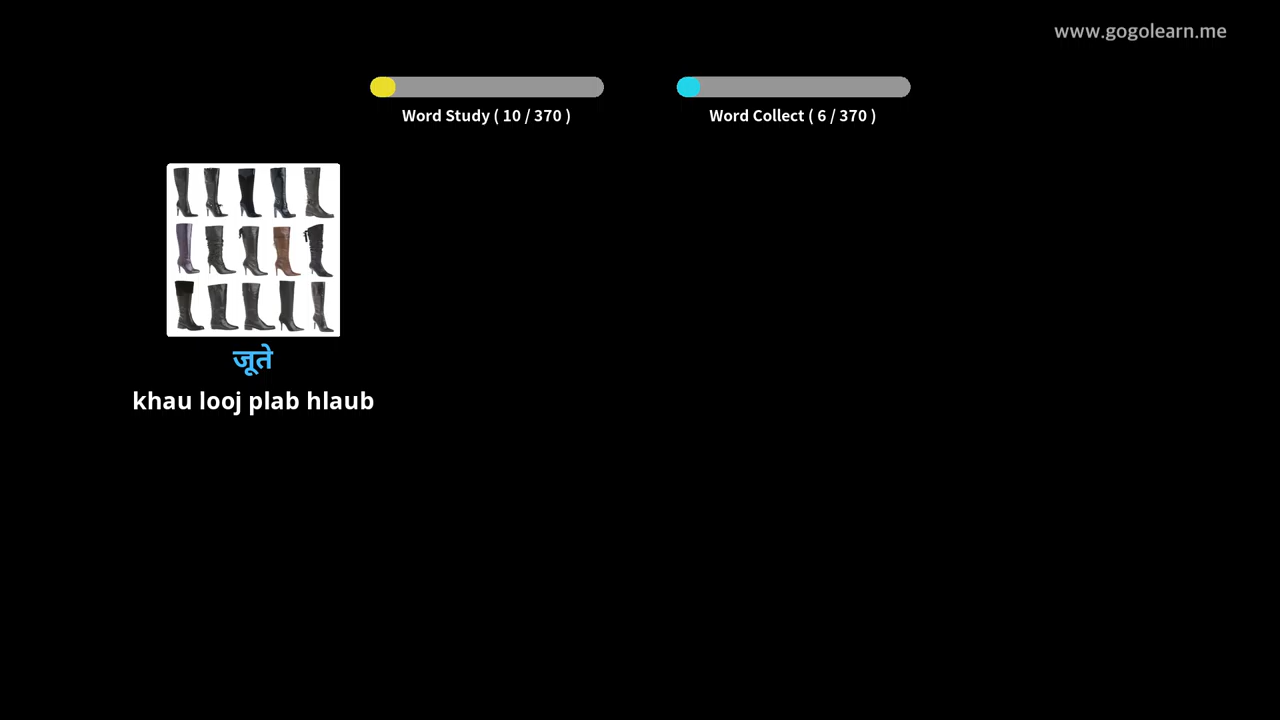 www.gogolearn.me
Word Study ( 10 / 370 )
Word Collect ( 6 / 370 )
जूते
khau looj plab hlaub